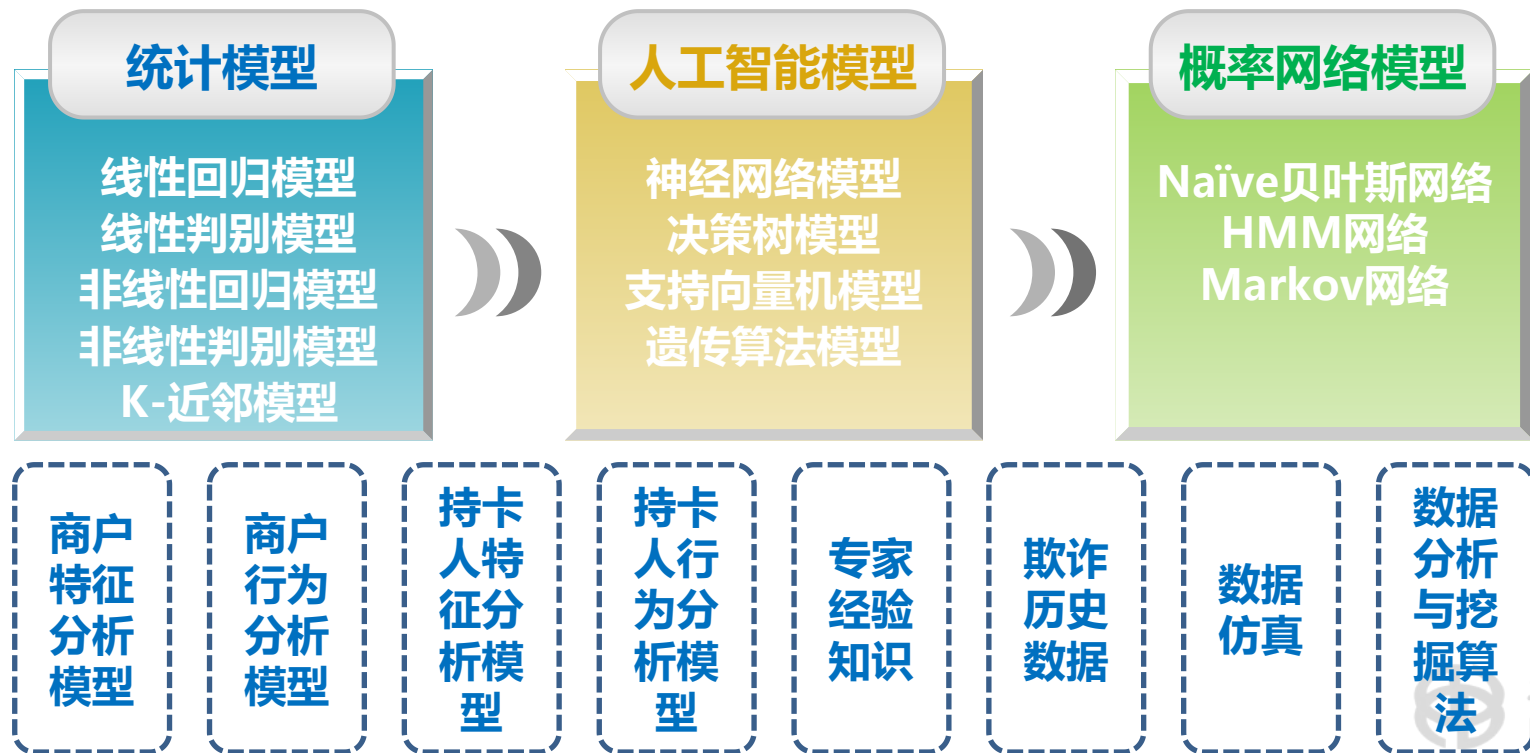 统计模型
线性回归模型
线性判别模型
非线性回归模型
非线性判别模型
K-近邻模型
人工智能模型
神经网络模型
决策树模型
支持向量机模型
遗传算法模型
概率网络模型
Naïve贝叶斯网络
HMM网络
Markov网络
商户
特征
分析
模型
商户
行为
分析
模型
持卡
人特
征分
析模
型
持卡
人行
为分
析模
型
专家
经验
知识
欺诈
历史
数据
数据
仿真
数据
分析
与挖
掘算
法